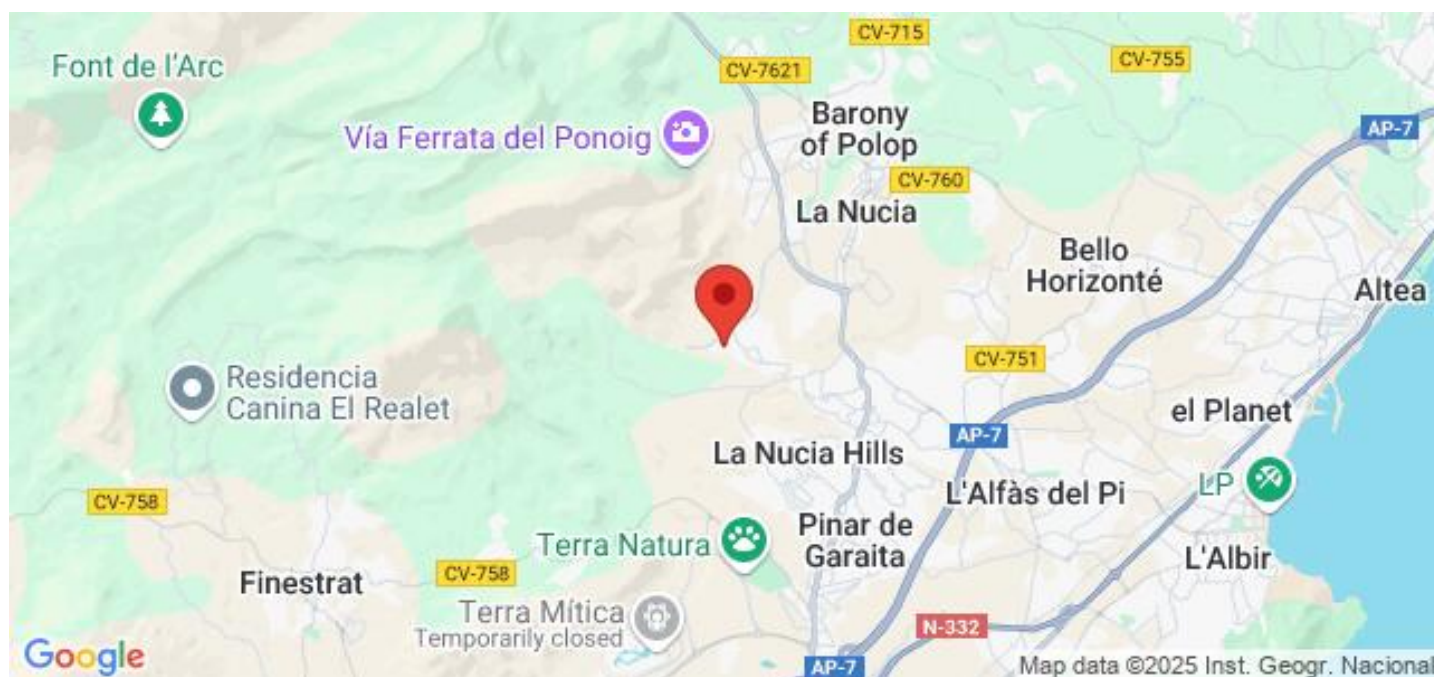 CV-715
Font de l'Arc
CV-7621
CV-755
Barony
of Polop
AP-7
Vía Ferrata del Ponoig
CV-760
La Nucia
Bello
Horizonté
Altea
CV-751
Residencia
Canina El Realet
el Planet
AP-7
La Nucia Hills
LP
CV-758
L'Alfàs del Pi
Pinar de
Garaita
Terra Natura
L'Albir
CV-758
Finestrat
Terra Mítica
Temporarily closed
N-332
Google
AP-7
Map data ©2025 Inst. Geogr. Nacional